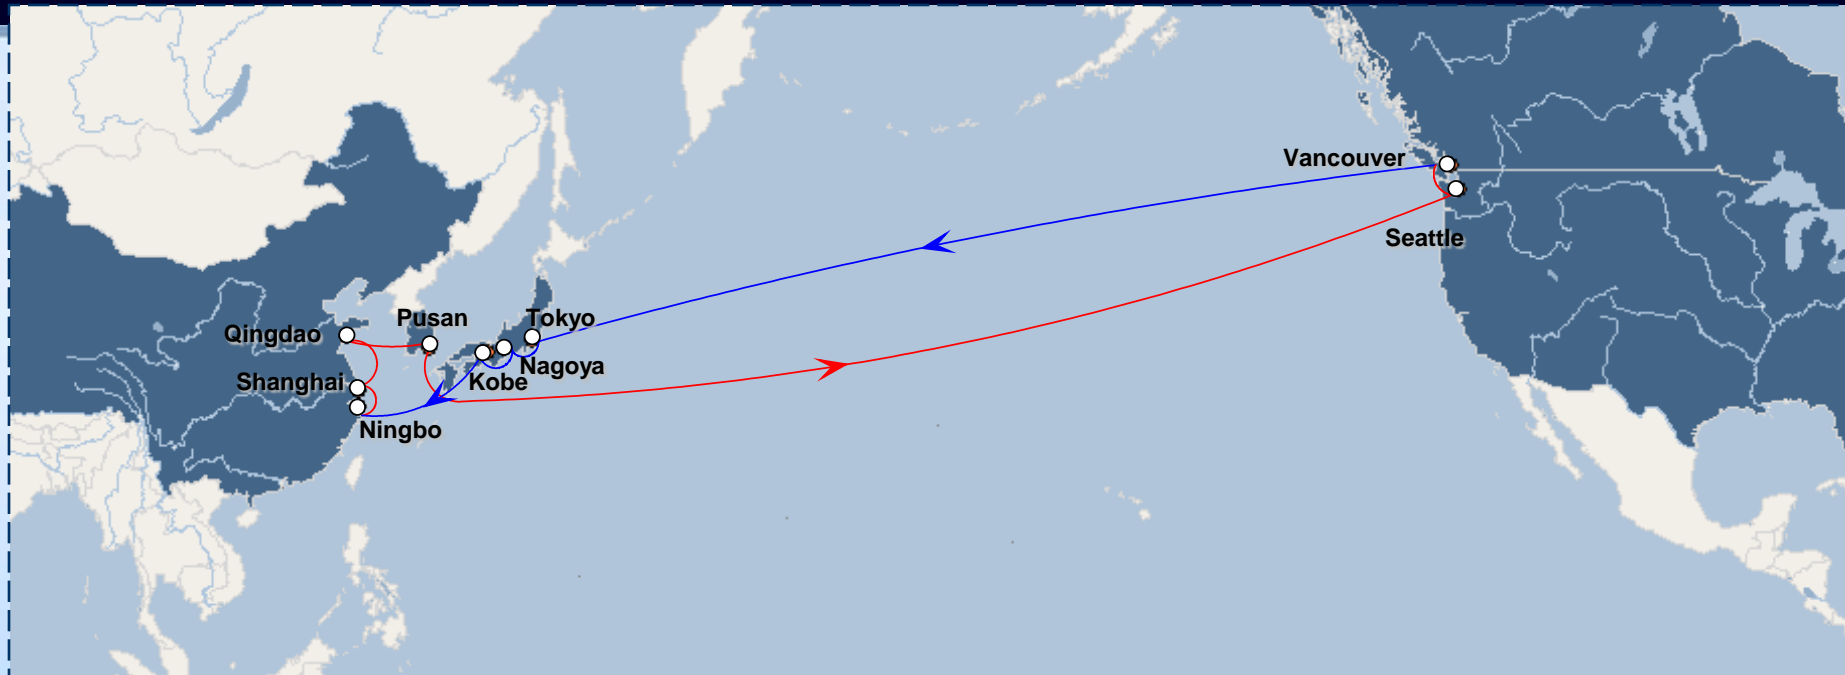 Vancouver
Seattle
Pusan
Tokyo
Qingdao
Nagoya
Shanghai
Kobe
Ningbo